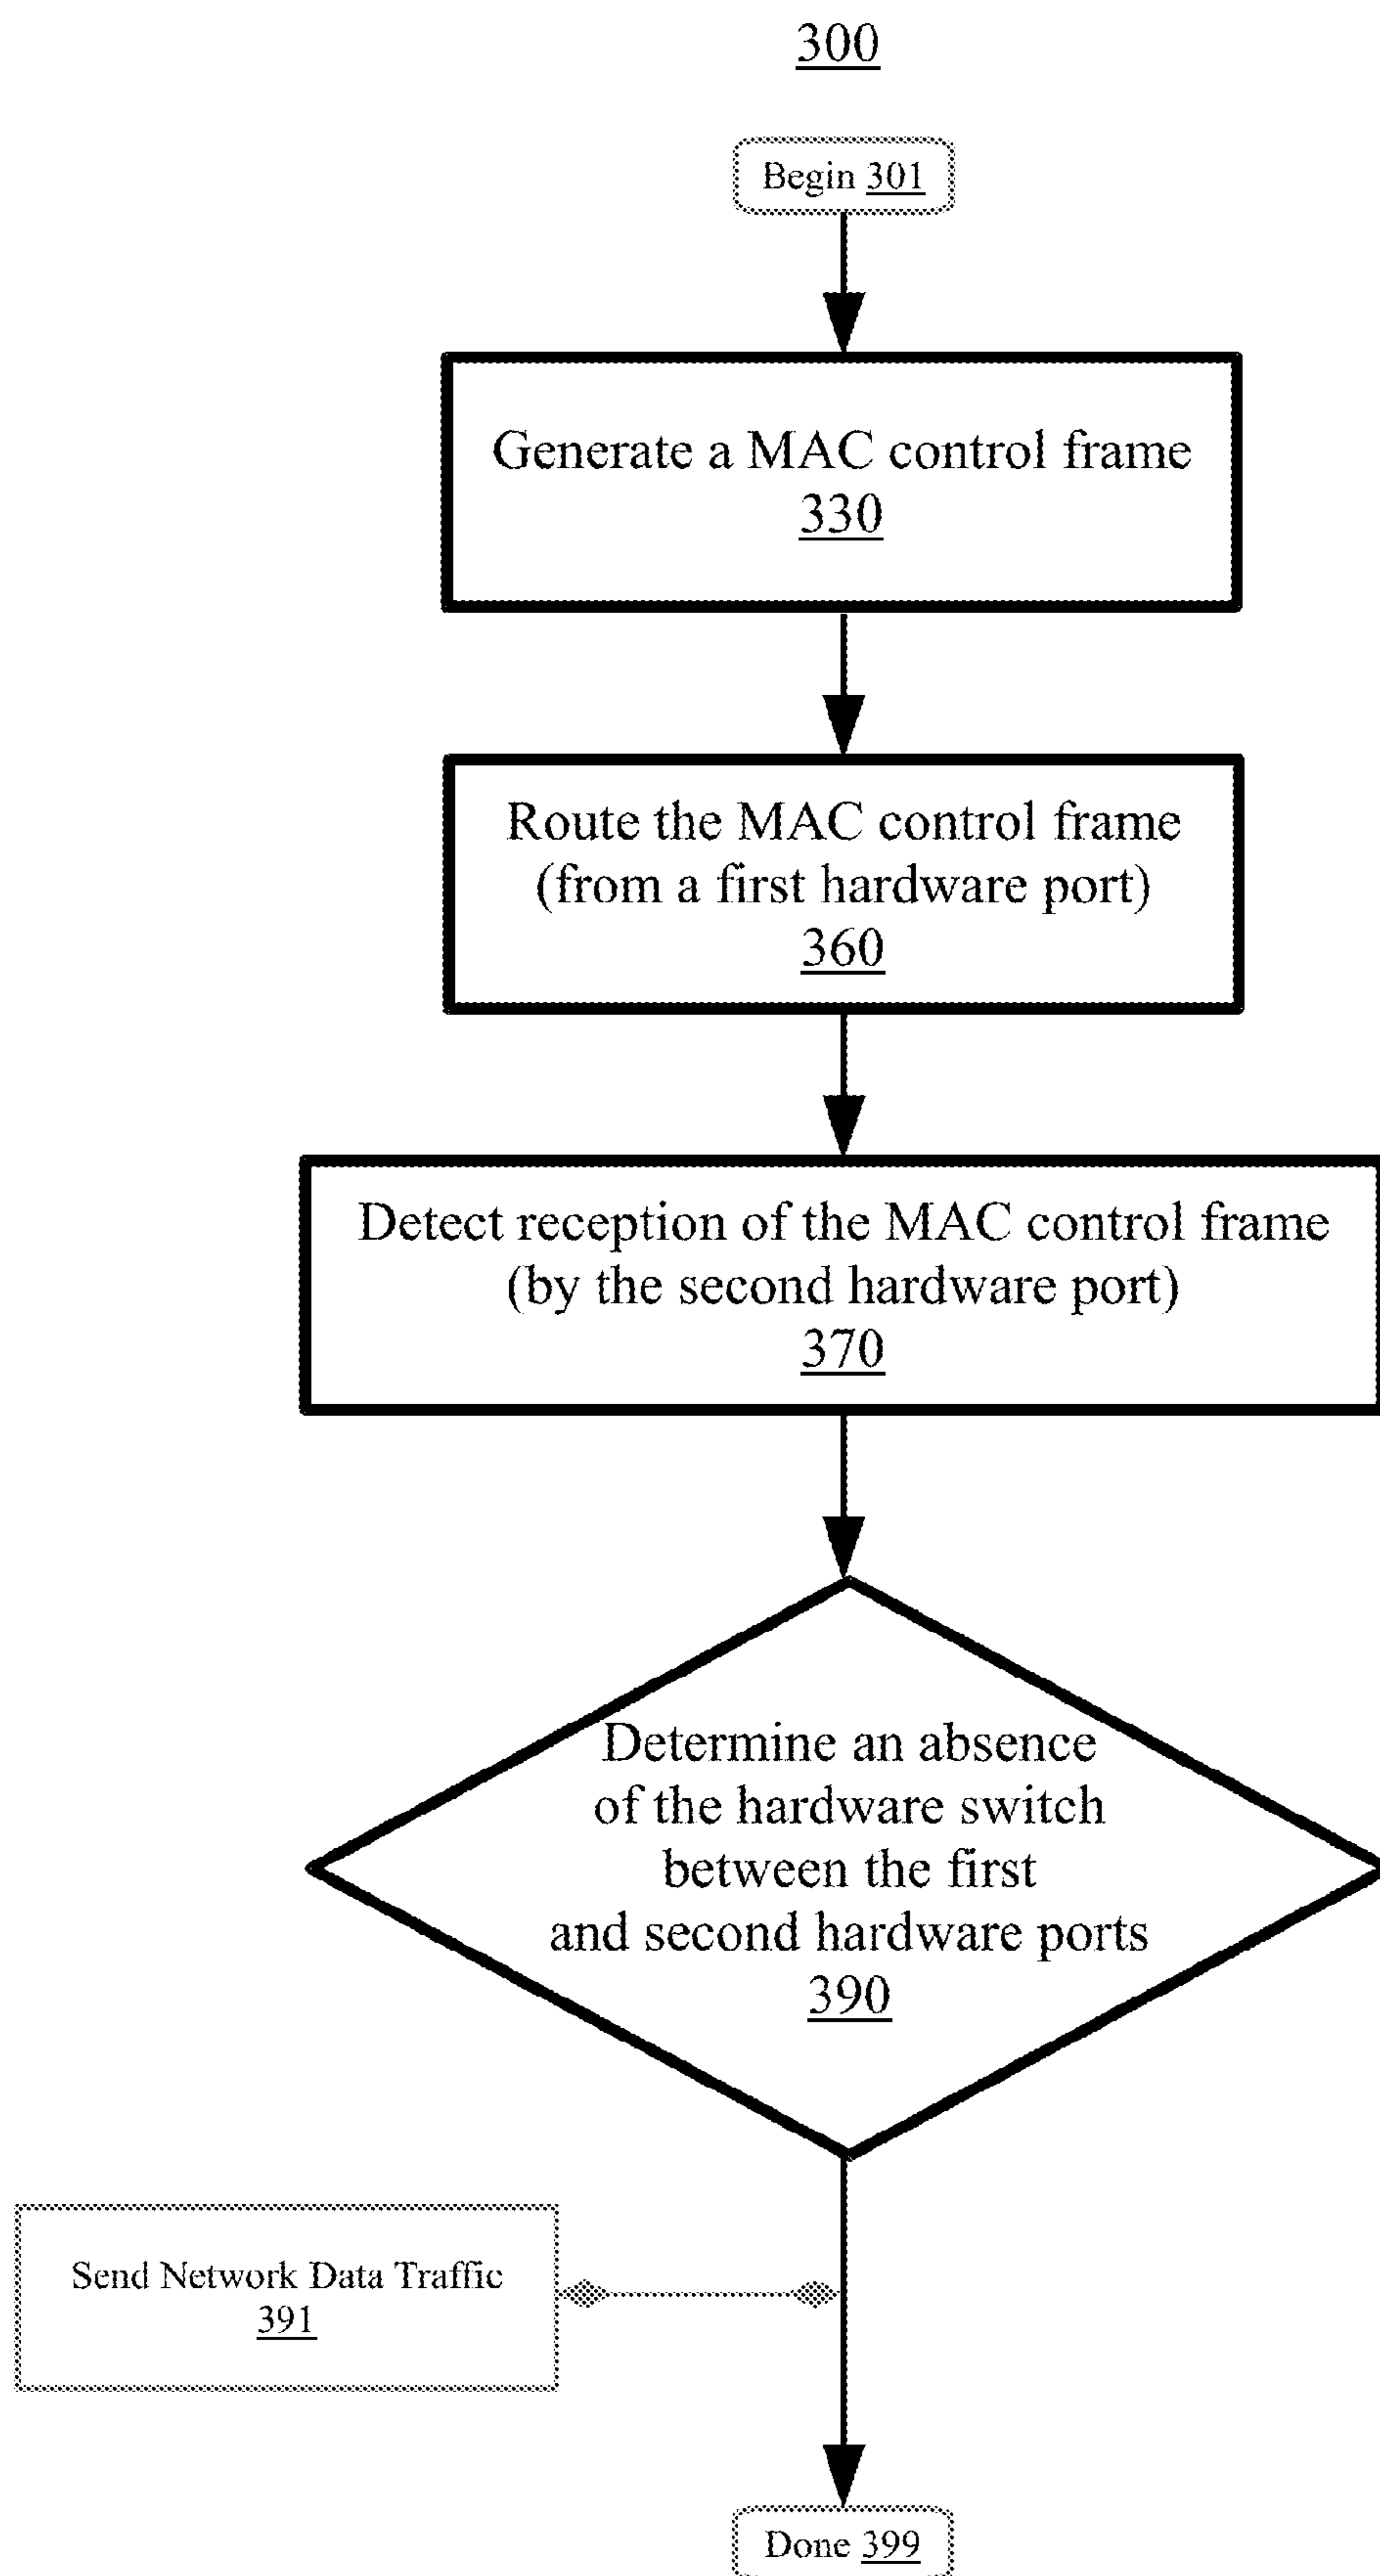 300
Begin 301
Generate a MAC control frame
330
Route the MAC control frame
(from a first hardware port)
360
Detect reception of the MAC control frame
(by the second hardware port)
370
Determine an absence
of the hardware switch
between the first
and second hardware ports
390
Send Network Data Traffic
391
Done 399